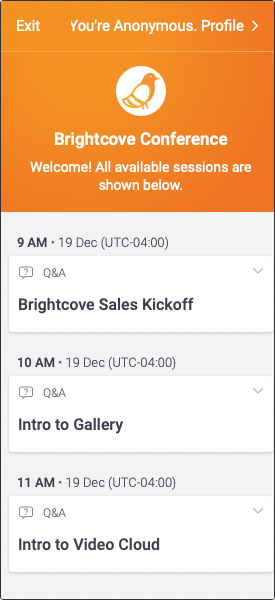 Exit You're Anonymous. Profile
Brightcove Conference
Welcome! All available sessions are
shown below.
9 AM • 19 Dec (UTC-04:00)
Q&A
Brightcove Sales Kickoff
10 AM • 19 Dec (UTC-04:00)
Q&A
Intro to Gallery
11 AM • 19 Dec (UTC-04:00)
Q&A
Intro to Video Cloud